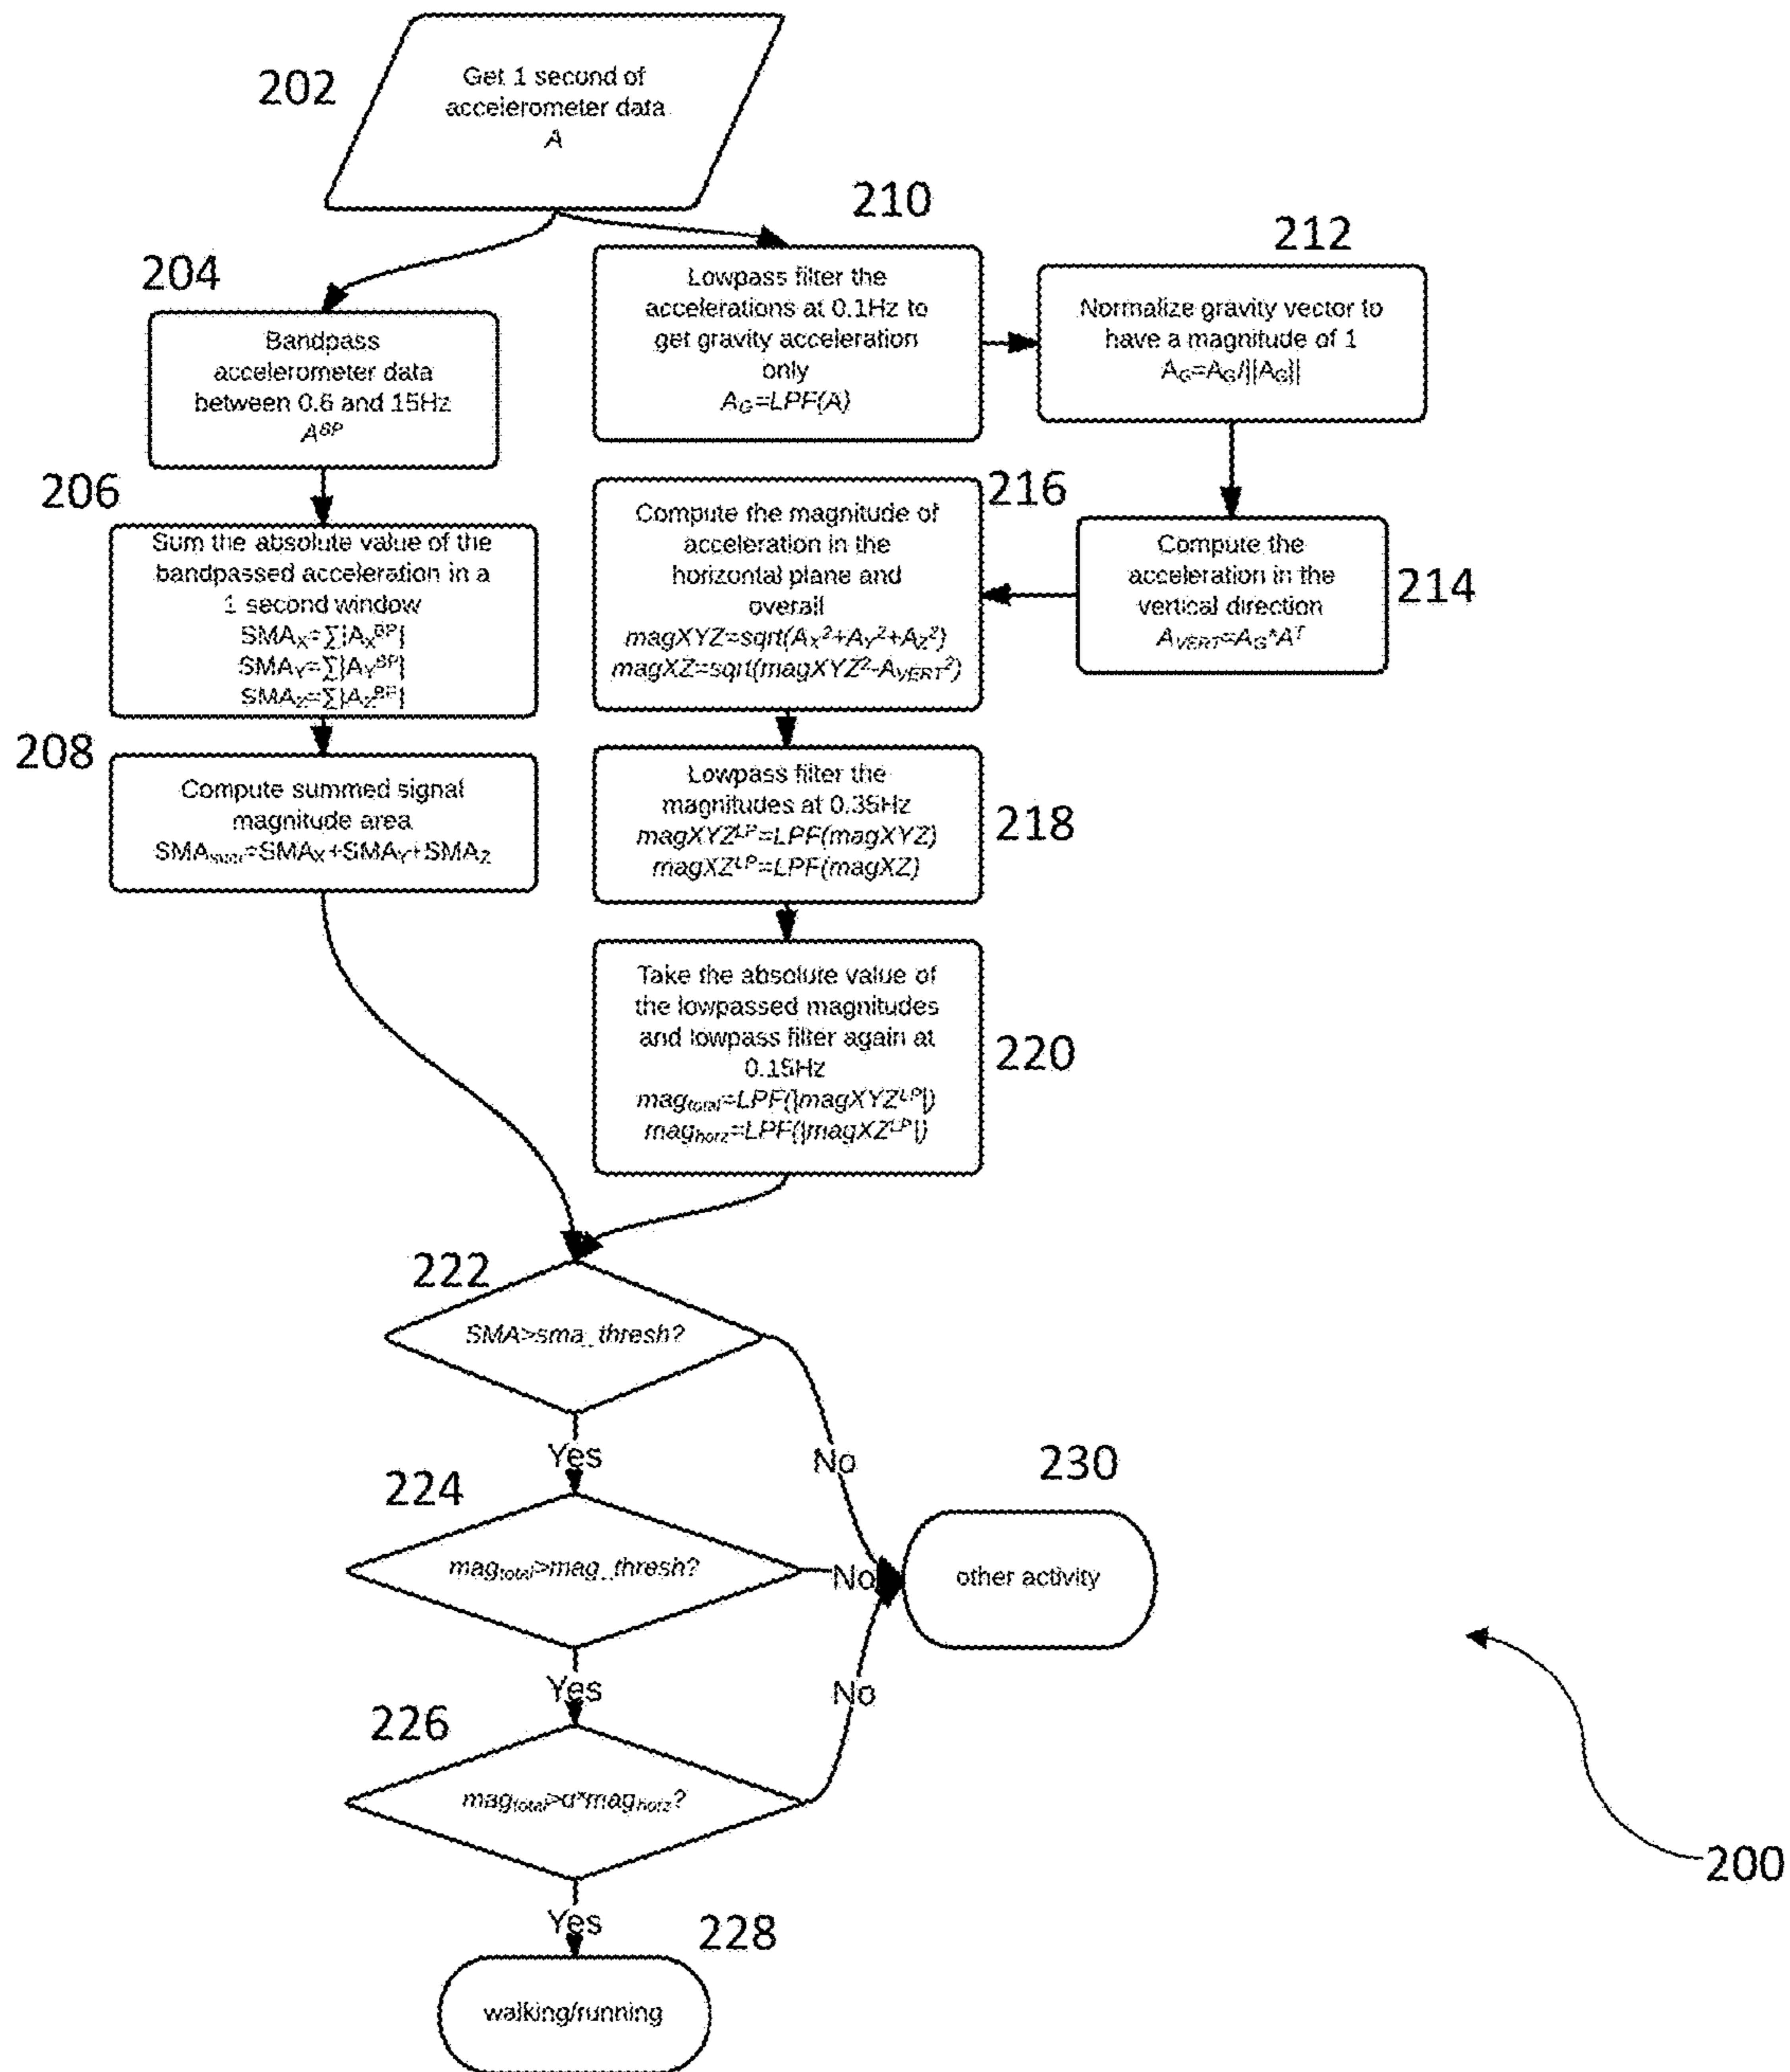 202
Get 1 second of
accelerometer data
A
204
Bandpass
accelerometer data
between 0.6 and 15Hz
A^BP
206
Sum the absolute value of the
bandpassed acceleration in a
1 second window
SMA_X=∑|A_X^BP|
SMA_Y=∑|A_Y^BP|
SMA_Z=∑|A_Z^BP|
208
Compute summed signal
magnitude area
SMA_sum=SMA_X+SMA_Y+SMA_Z
210
Lowpass filter the
accelerations at 0.1Hz to
get gravity acceleration
only
A_G=LPF(A)
212
Normalize gravity vector to
have a magnitude of 1
A_G=A_G/||A_G||
214
Compute the
acceleration in the
vertical direction
A_VERT=A_G*A^T
216
Compute the magnitude of
acceleration in the
horizontal plane and
overall
magXYZ=sqrt(A_X^2+A_Y^2+A_Z^2)
magXZ=sqrt(magXYZ^2-A_VERT^2)
218
Lowpass filter the
magnitudes at 0.35Hz
magXYZ^LP=LPF(magXYZ)
magXZ^LP=LPF(magXZ)
220
Take the absolute value of
the lowpassed magnitudes
and lowpass filter again at
0.15Hz
mag_total=LPF(|magXYZ^LP|)
mag_horz=LPF(|magXZ^LP|)
222
SMA>sma_thresh?
Yes
No
224
mag_total>mag_thresh?
Yes
No
226
mag_total>α*mag_horz?
Yes
No
228
walking/running
230
other activity
200